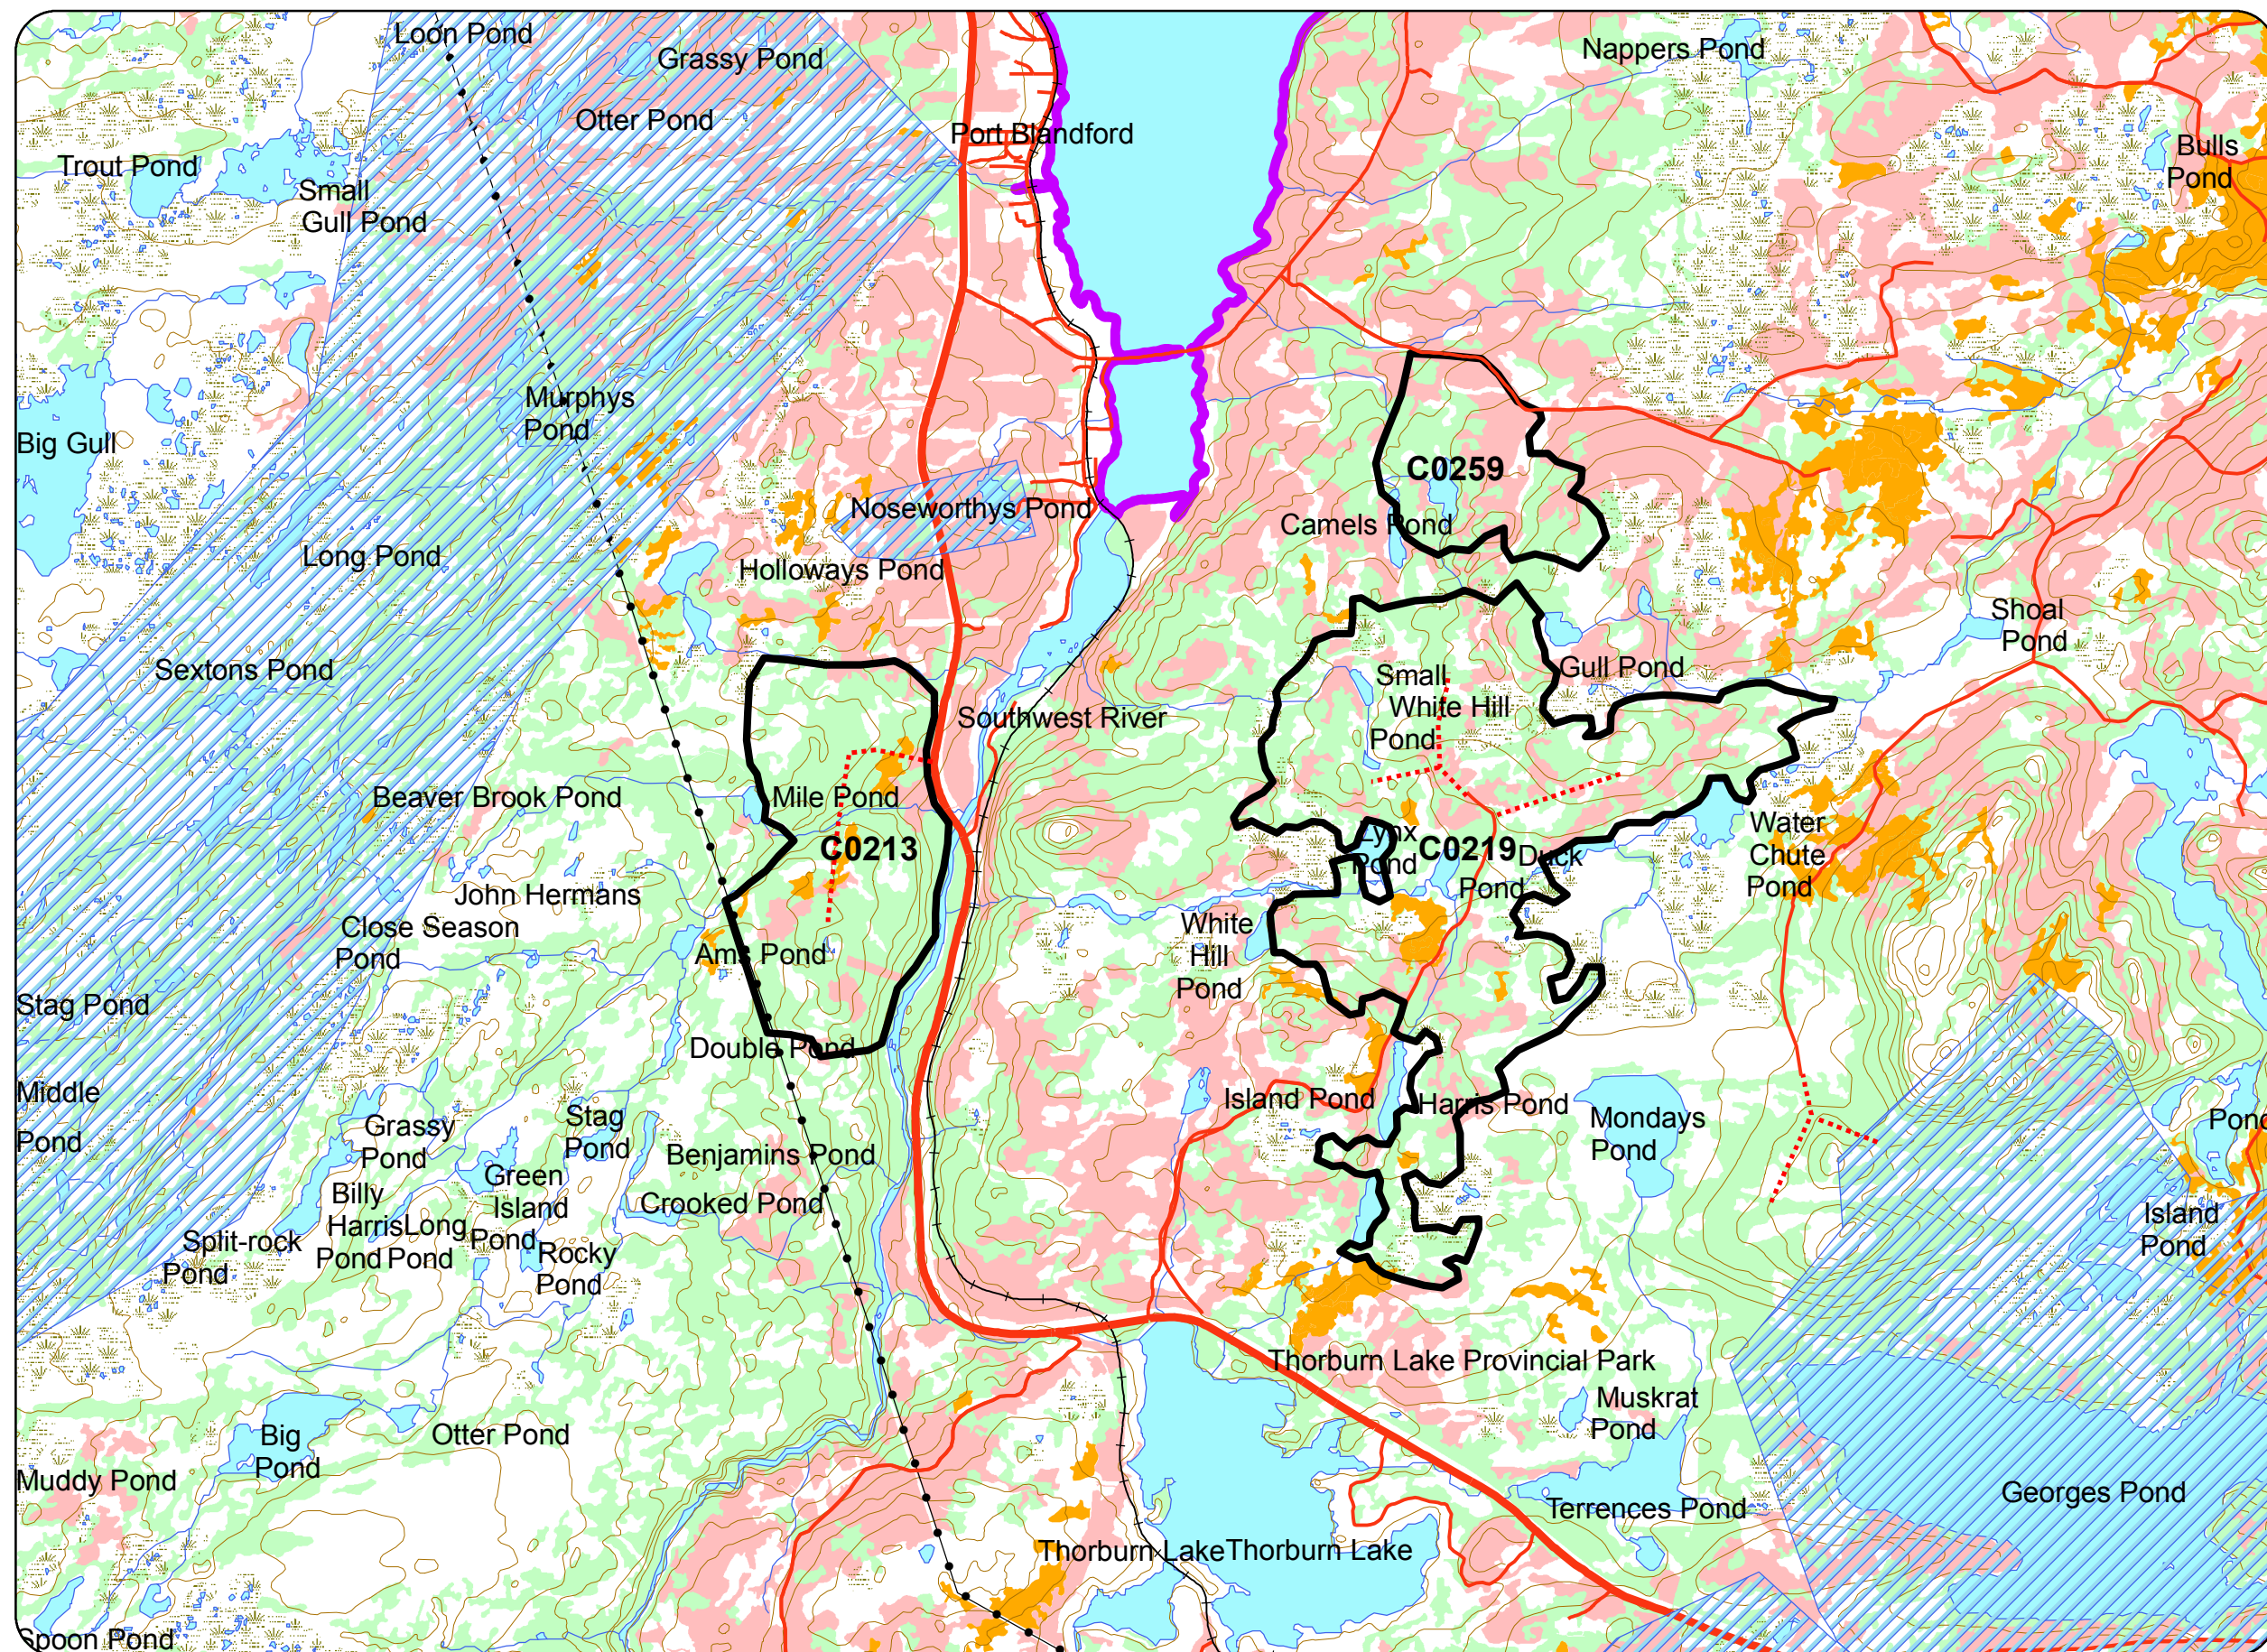 Loon Pond
Grassy Pond
Nappers Pond
Otter Pond
Port Blandford
Bulls
Pond
Trout Pond
Small
Gull Pond
Murphys
Pond
Big Gull
C0259
Noseworthys Pond
Camels Pond
Long Pond
Holloways Pond
Shoal
Pond
Sextons Pond
Small
White Hill
Pond
Gull Pond
Southwest River
Beaver Brook Pond
Mile Pond
C0213
Lynx
Pond
C0219
Duck
Pond
Water
Chute
Pond
John Hermans
Close Season
Pond
White
Hill
Pond
Ams Pond
Stag Pond
Double Pond
Middle
Pond
Island Pond
Harris Pond
Mondays
Pond
Pond
Grassy
Pond
Stag
Pond
Benjamins Pond
Green
Island
Pond
Billy
Harris
Pond
Long
Pond
Crooked Pond
Island
Pond
Split-rock
Pond
Rocky
Pond
Thorburn Lake Provincial Park
Muskrat
Pond
Big
Pond
Otter Pond
Muddy Pond
Georges Pond
Terrences Pond
Thorburn Lake
Thorburn Lake
Spoon Pond